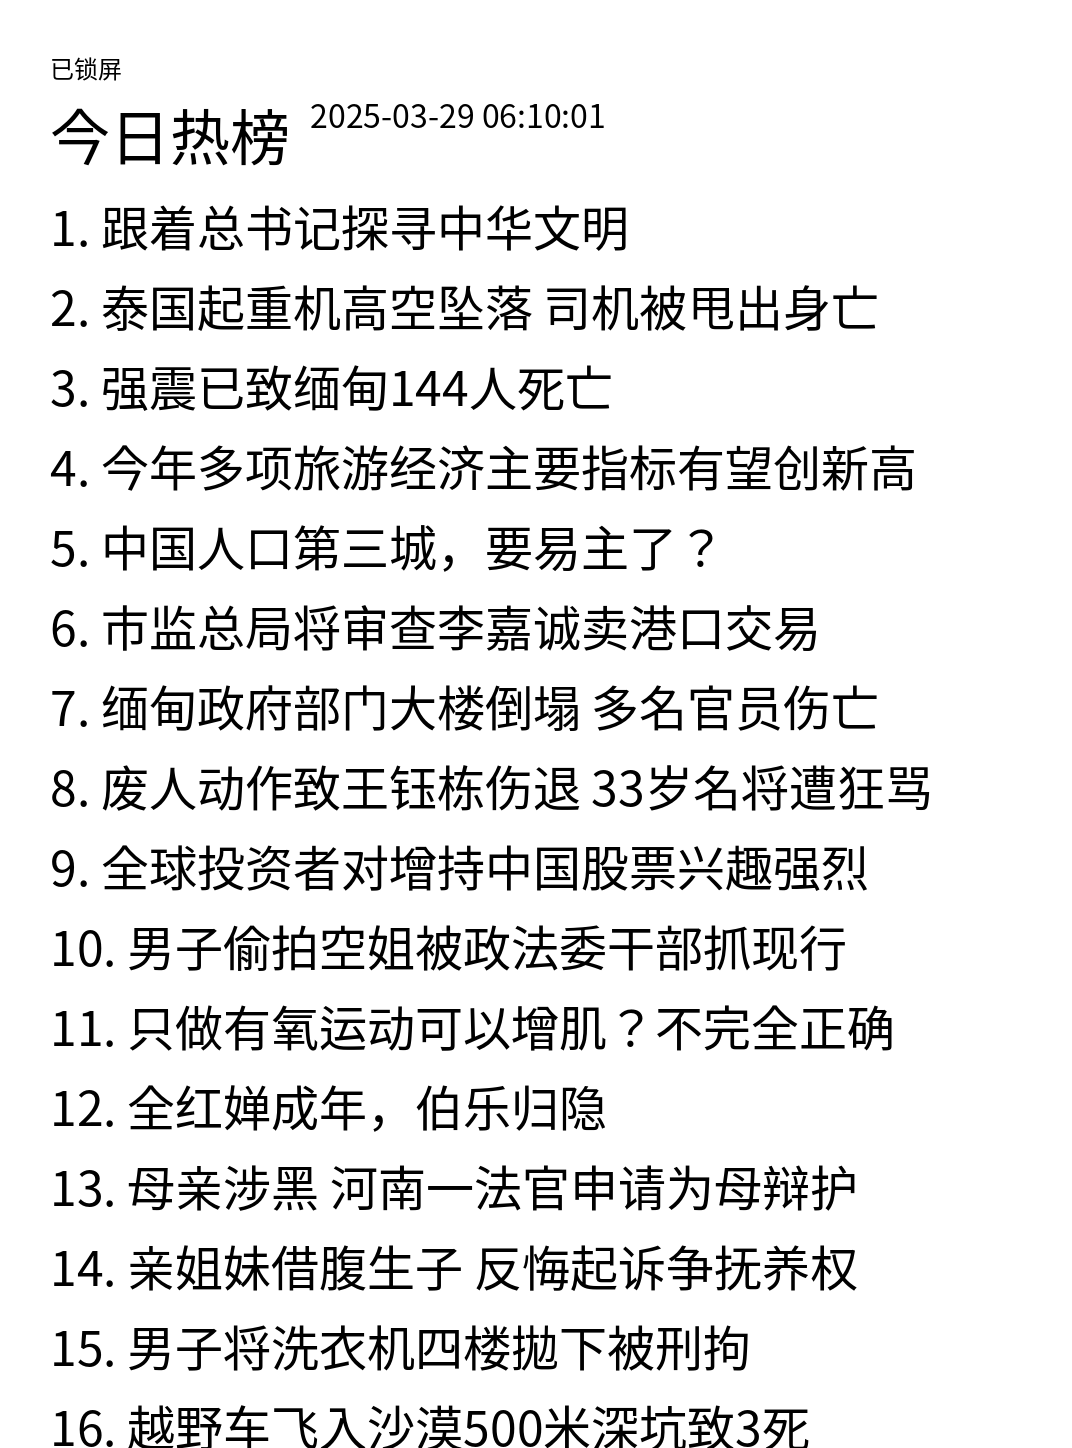 已锁屏
今日热榜 2025-03-29 06:10:01
1. 跟着总书记探寻中华文明
2. 泰国起重机高空坠落 司机被甩出身亡
3. 强震已致缅甸144人死亡
4. 今年多项旅游经济主要指标有望创新高
5. 中国人口第三城，要易主了？
6. 市监总局将审查李嘉诚卖港口交易
7. 缅甸政府部门大楼倒塌 多名官员伤亡
8. 废人动作致王钰栋伤退 33岁名将遭狂骂
9. 全球投资者对增持中国股票兴趣强烈
10. 男子偷拍空姐被政法委干部抓现行
11. 只做有氧运动可以增肌？不完全正确
12. 全红婵成年，伯乐归隐
13. 母亲涉黑 河南一法官申请为母辩护
14. 亲姐妹借腹生子 反悔起诉争抚养权
15. 男子将洗衣机四楼抛下被刑拘
16. 越野车飞入沙漠500米深坑致3死